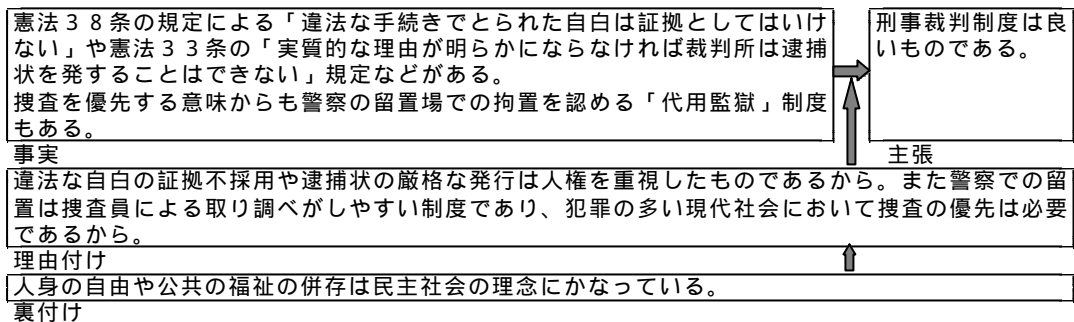 憲法３８条の規定による「違法な手続きでとられた自白は証拠としてはいけ
ない」や憲法３３条の「実質的な理由が明らかにならなければ裁判所は逮捕
状を発することはできない」規定などがある。
捜査を優先する意味からも警察の留置場での拘置を認める「代用監獄」制度
もある。
事実
刑事裁判制度は良
いものである。
主張
違法な自白の証拠不採用や逮捕状の厳格な発行は人権を重視したものであるから。また警察での留
置は捜査員による取り調べがしやすい制度であり、犯罪の多い現代社会において捜査の優先は必要
であるから。
理由付け
人身の自由や公共の福祉の併存は民主社会の理念にかなっている。
裏付け